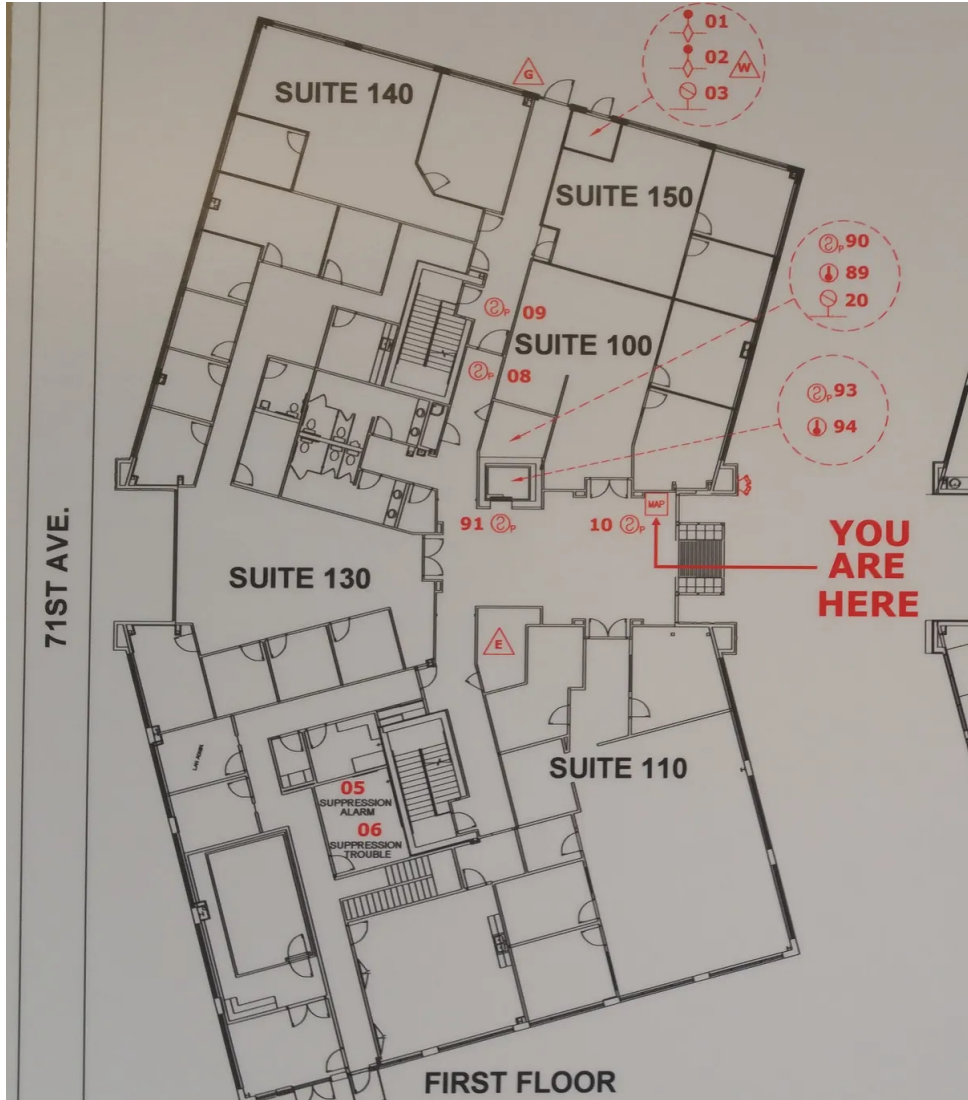 01
02 W
03
G
SUITE 140
SUITE 150
P 90
89
20
P 09
SUITE 100
P 08
P 93
94
91 P
10 P
MAP
YOU
ARE
HERE
71ST AVE.
SUITE 130
E
SUITE 110
05
SUPPRESSION
ALARM
06
SUPPRESSION
TROUBLE
FIRST FLOOR